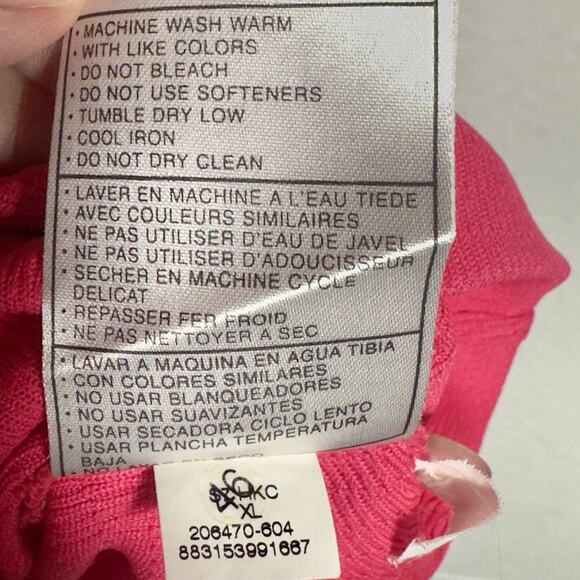 • MACHINE WASH WARM
• WITH LIKE COLORS
• DO NOT BLEACH
• DO NOT USE SOFTENERS
• TUMBLE DRY LOW
• COOL IRON
• DO NOT DRY CLEAN
• LAVER EN MACHINE A L'EAU TIEDE
• AVEC COULEURS SIMILAIRES
• NE PAS UTILISER D'EAU DE JAVEL
• NE PAS UTILISER D'ADOUCISSEUR
• SECHER EN MACHINE CYCLE
DELICAT
• REPASSER FER FROID
• NE PAS NETTOYER A SEC
• LAVAR A MAQUINA EN AGUA TIBIA
• CON COLORES SIMILARES
• NO USAR BLANQUEADORES
• NO USAR SUAVIZANTES
• USAR SECADORA CICLO LENTO
• USAR PLANCHA TEMPERATURA
BAJA
HKC
XL
206470-604
883153991667